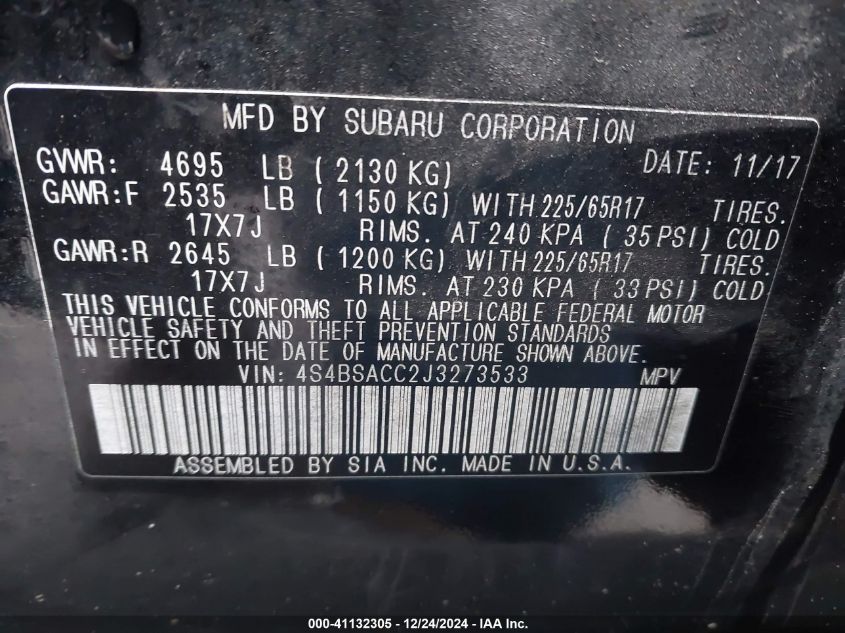 MFD BY SUBARU CORPORATION
GVWR: 4695 LB ( 2130 KG) DATE: 11/17
GAWR:F 2535 LB ( 1150 KG) WITH 225/65R17 TIRES.
17X7J RIMS. AT 240 KPA ( 35 PSI) COLD
GAWR:R 2645 LB ( 1200 KG) WITH 225/65R17 TIRES.
17X7J RIMS. AT 230 KPA ( 33 PSI) COLD
THIS VEHICLE CONFORMS TO ALL APPLICABLE FEDERAL MOTOR
VEHICLE SAFETY AND THEFT PREVENTION STANDARDS
IN EFFECT ON THE DATE OF MANUFACTURE SHOWN ABOVE.
VIN: 4S4BSACC2J3273533 MPV
ASSEMBLED BY SIA INC. MADE IN U.S.A.
000-41132305 - 12/24/2024 - IAA Inc.